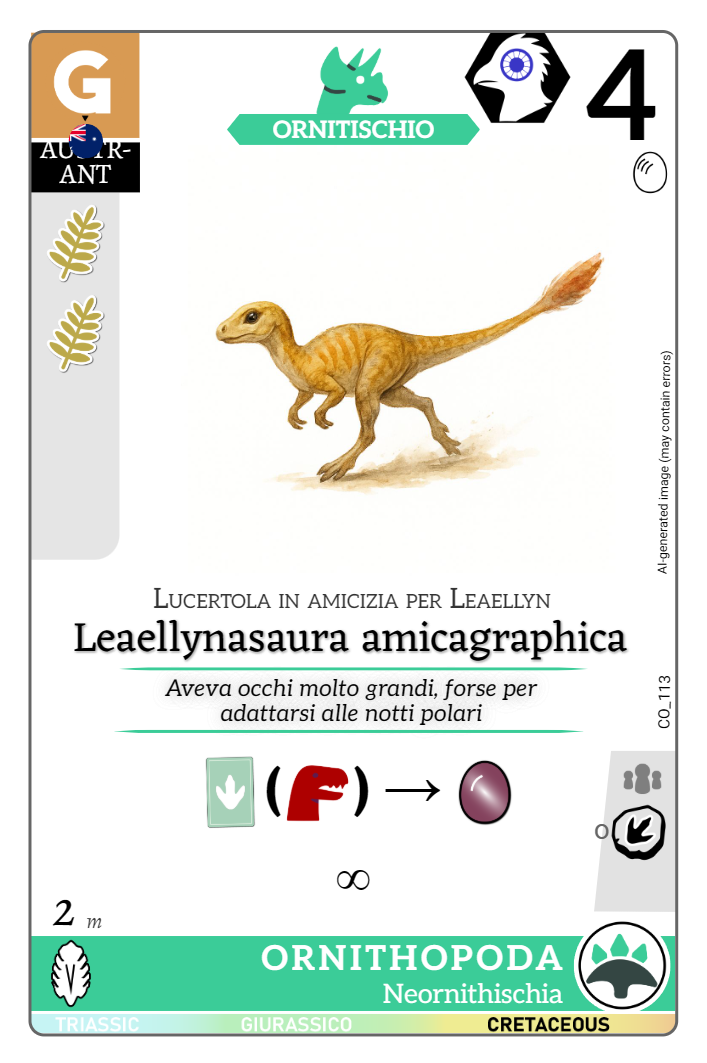 G
AUSTR-
ANT
ORNITISCHIO
4
AI-generated image (may contain errors)
Lucertola in amicizia per Leaellyn
Leaellynasaura amicagraphica
Aveva occhi molto grandi, forse per
adattarsi alle notti polari
CO_113
( ) →
o
∞
2 m
ORNITHOPODA
Neornithischia
TRIASSIC GIURASSICO CRETACEOUS